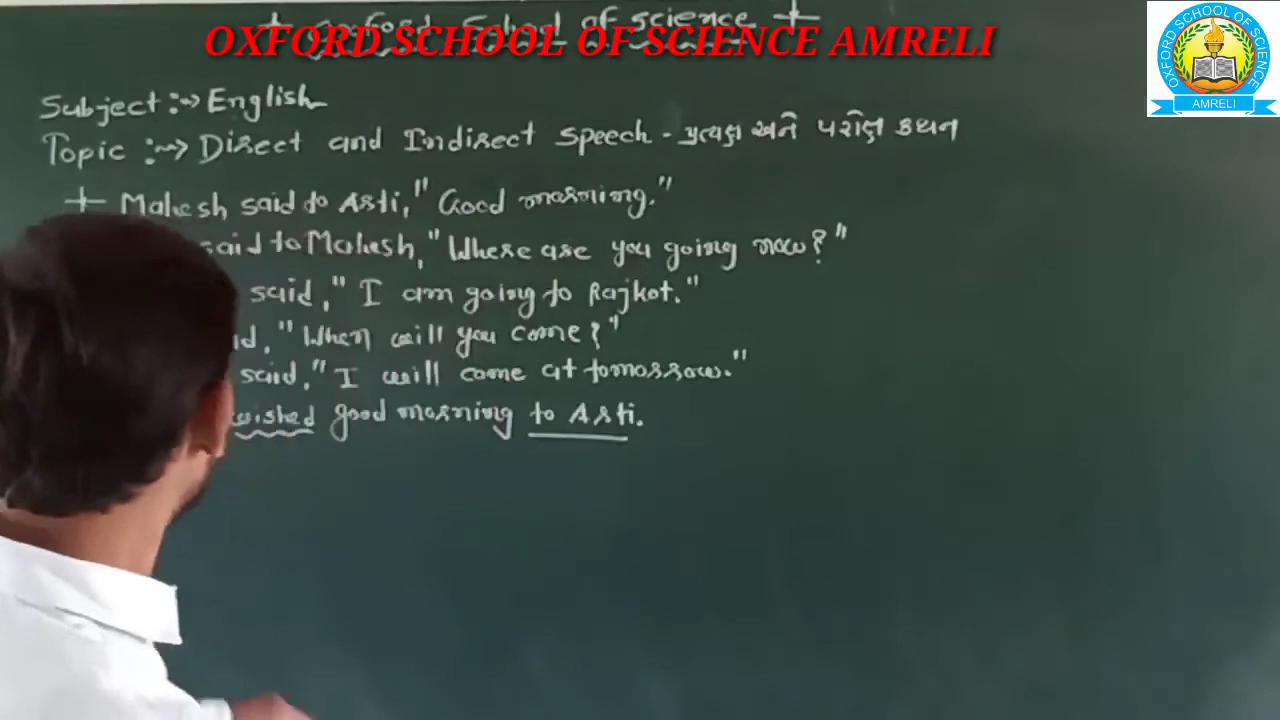 + Oxford School of science +
OXFORD SCHOOL OF SCIENCE AMRELI
OXFORD SCHOOL OF SCIENCE
AMRELI
Subject :→ English
Topic :→ Direct and Indirect Speech - પ્રત્યક્ષ અને પરોક્ષ કથન
+ Mahesh said to Arti, "Good morning."
said to Mahesh, "Where are you going now?"
said, "I am going to Rajkot."
"When will you come?"
said, "I will come at tomorrow."
wished good morning to Arti.